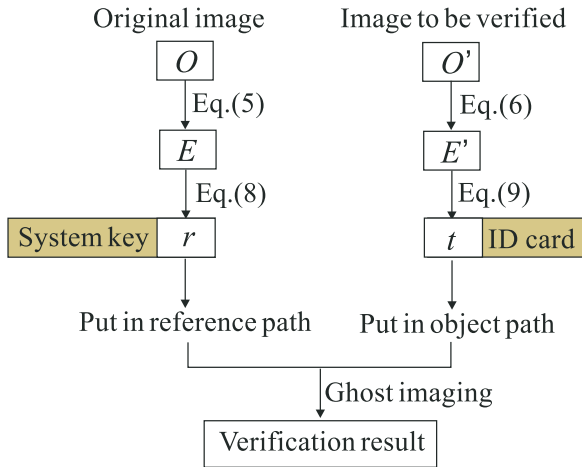 Original image
Image to be verified
O
O'
Eq.(5)
Eq.(6)
E
E'
Eq.(8)
Eq.(9)
System key
r
t
ID card
Put in reference path
Put in object path
Ghost imaging
Verification result